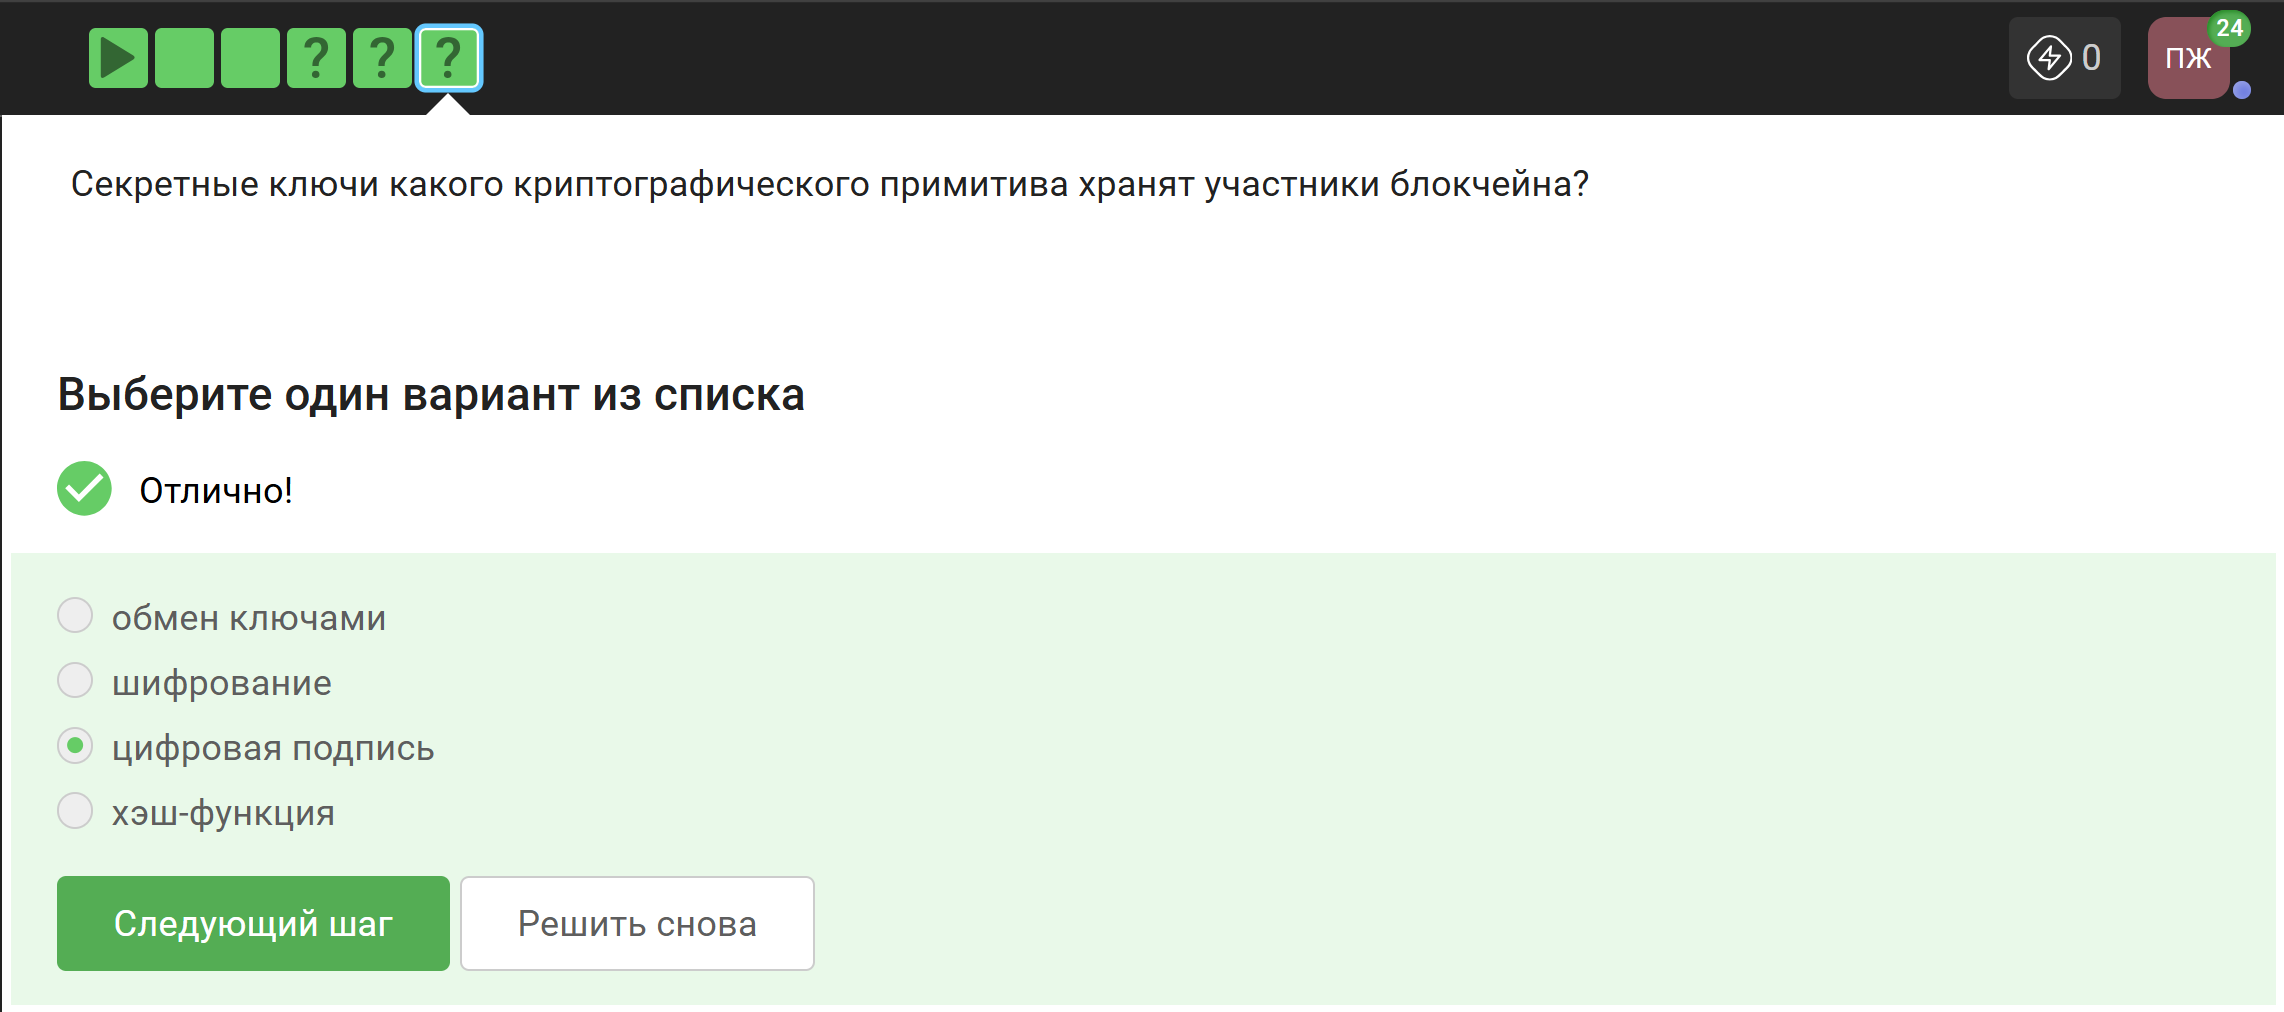 ? ? ? 0 ПЖ 24
Секретные ключи какого криптографического примитива хранят участники блокчейна?
Выберите один вариант из списка
Отлично!
обмен ключами
шифрование
цифровая подпись
хэш-функция
Следующий шаг Решить снова